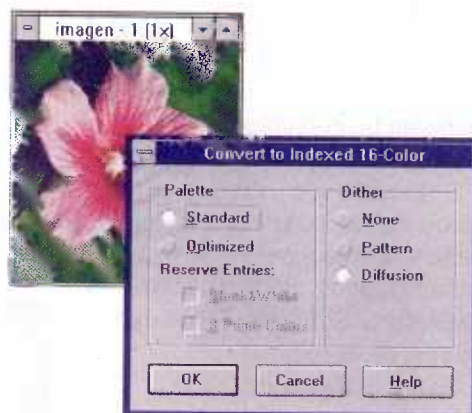 imagen - 1 (1x)
Convert to Indexed 16-Color
Palette
Standard
Optimized
Reserve Entries:
Dither
None
Pattern
Diffusion
OK
Cancel
Help